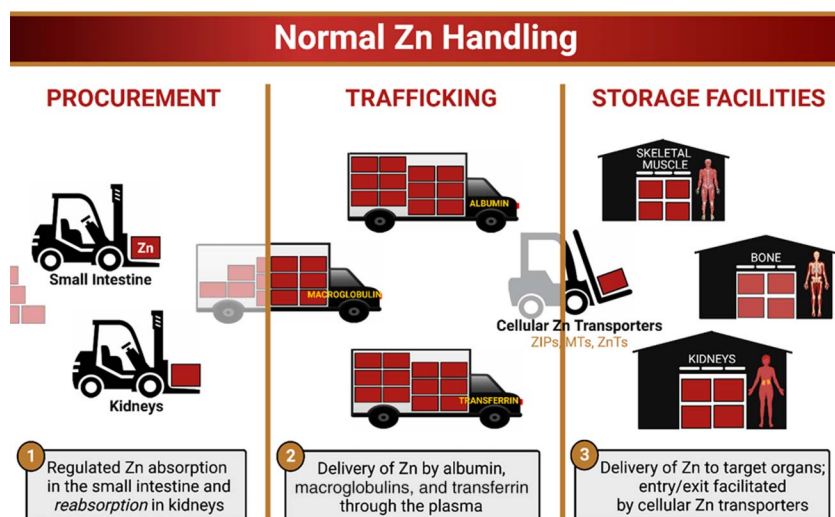 Normal Zn Handling
PROCUREMENT
TRAFFICKING
STORAGE FACILITIES
Zn
Small Intestine
Kidneys
ALBUMIN
MACROGLOBULIN
TRANSFERRIN
Cellular Zn Transporters
ZIPs, MTs, ZnTs
SKELETAL
MUSCLE
BONE
KIDNEYS
1
Regulated Zn absorption
in the small intestine and
reabsorption in kidneys
2
Delivery of Zn by albumin,
macroglobulins, and transferrin
through the plasma
3
Delivery of Zn to target organs;
entry/exit facilitated
by cellular Zn transporters